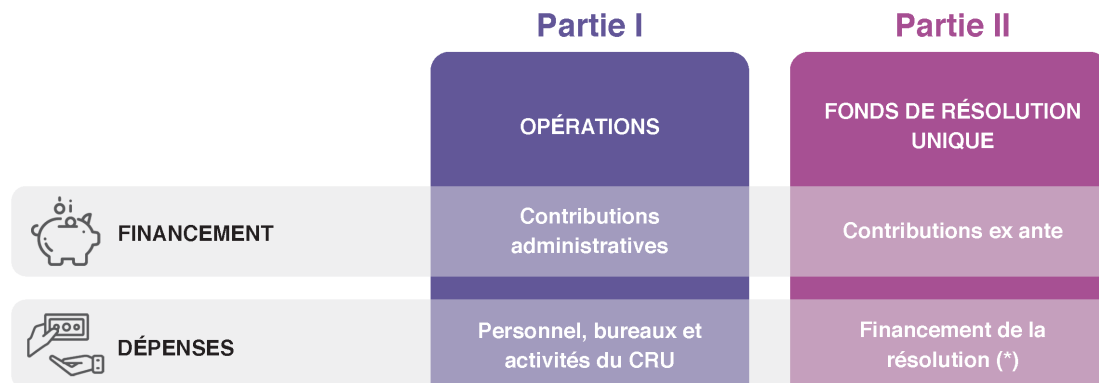 Partie I
Partie II
OPÉRATIONS
FONDS DE RÉSOLUTION
UNIQUE
FINANCEMENT
Contributions
administratives
Contributions ex ante
DÉPENSES
Personnel, bureaux et
activités du CRU
Financement de la
résolution (*)